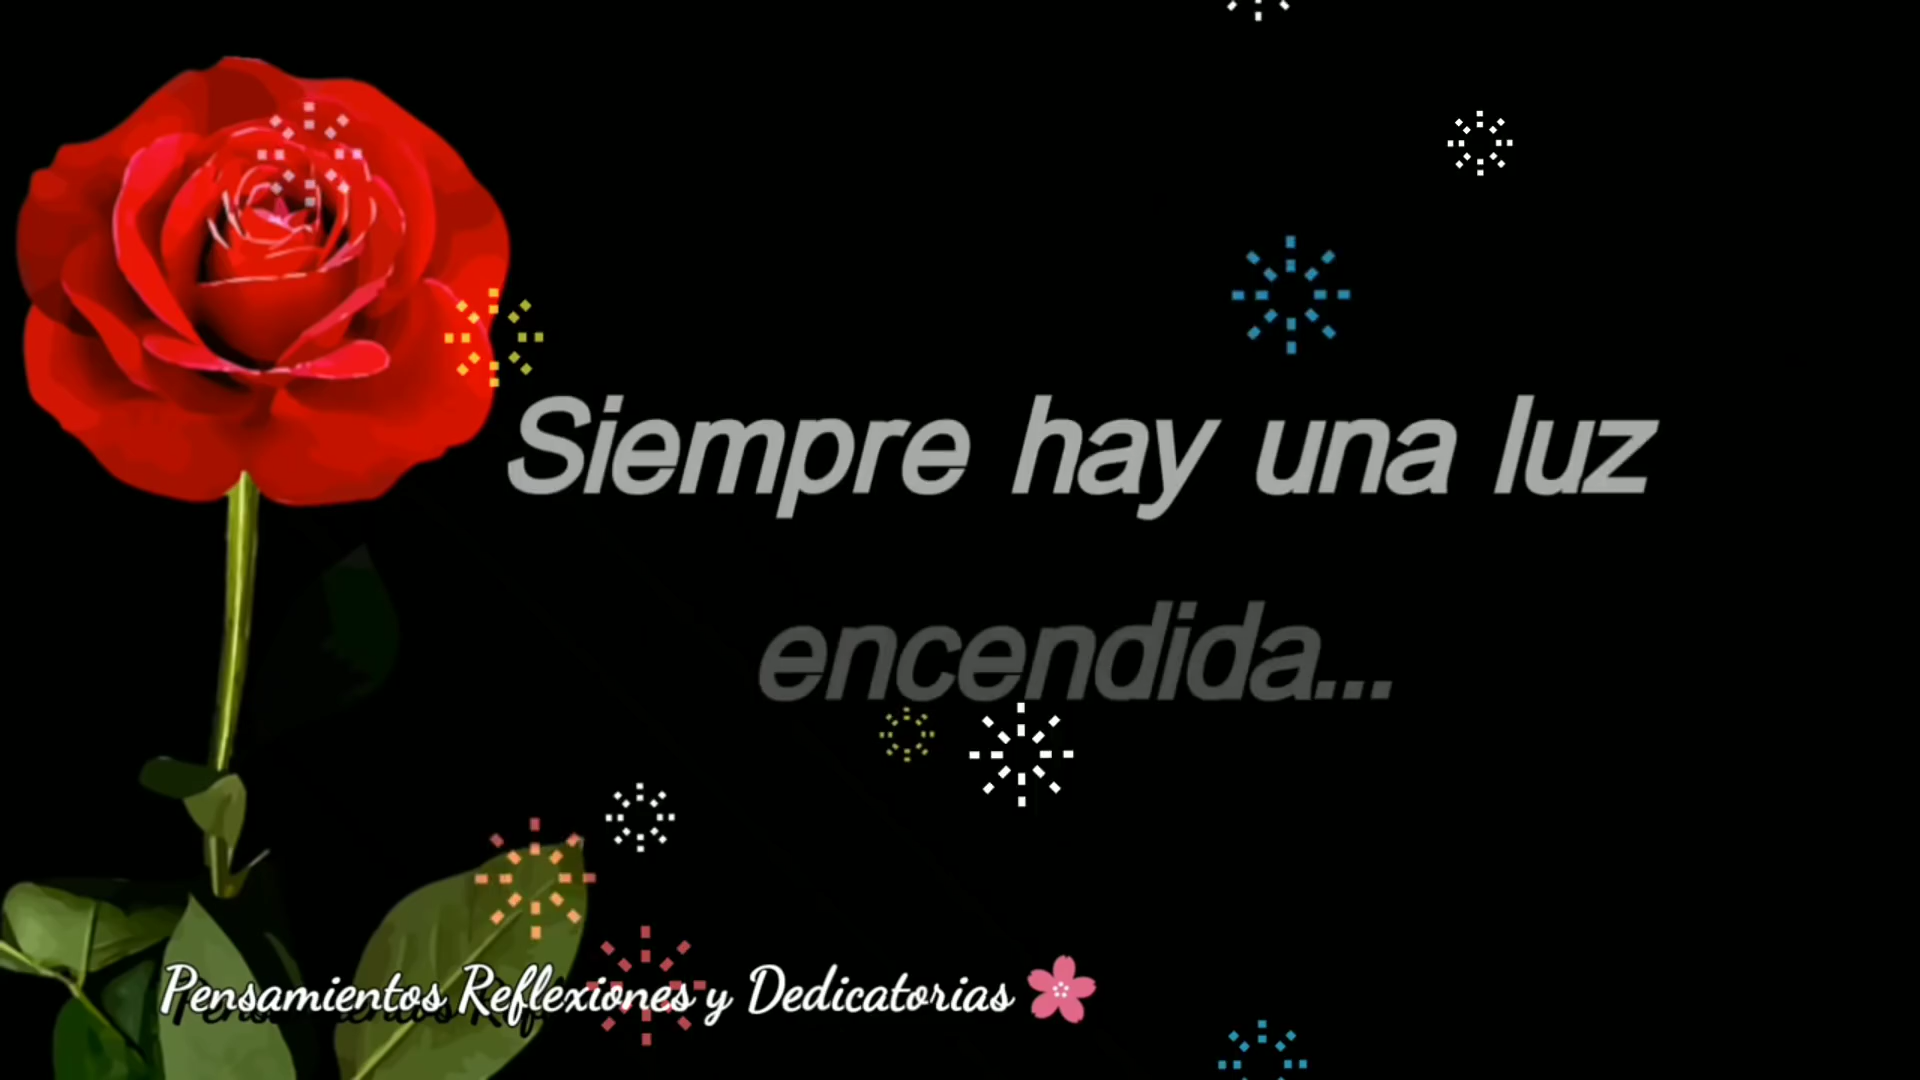 Siempre hay una luz
encendida...
Pensamientos Reflexiones y Dedicatorias 🌸